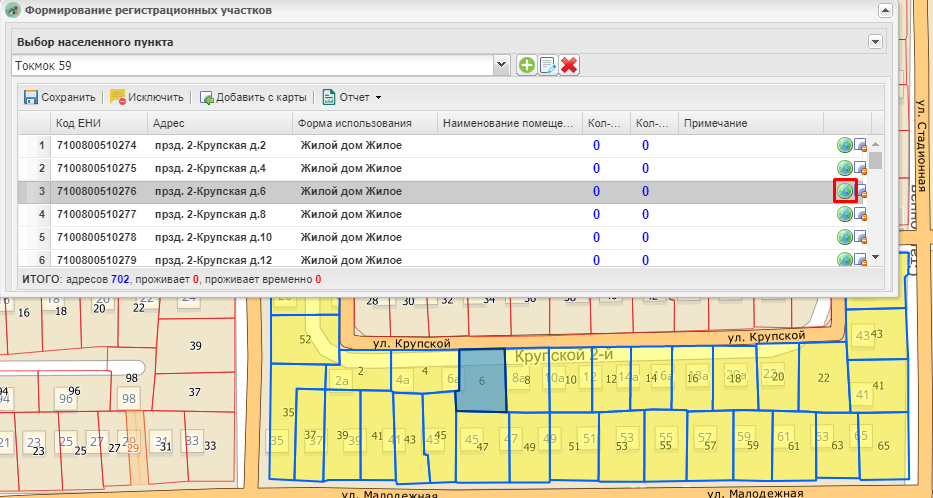 Формирование регистрационных участков
Выбор населенного пункта
Токмок 59
Сохранить Исключить Добавить с карты Отчет
Код ЕНИ Адрес Форма использования Наименование помеще... Кол-... Кол-... Примечание
1 7100800510274 прзд. 2-Крупская д.2 Жилой дом Жилое 0 0
2 7100800510275 прзд. 2-Крупская д.4 Жилой дом Жилое 0 0
3 7100800510276 прзд. 2-Крупская д.6 Жилой дом Жилое 0 0
4 7100800510277 прзд. 2-Крупская д.8 Жилой дом Жилое 0 0
5 7100800510278 прзд. 2-Крупская д.10 Жилой дом Жилое 0 0
6 7100800510279 прзд. 2-Крупская д.12 Жилой дом Жилое 0 0
ИТОГО: адресов 702, проживает 0, проживает временно 0
ул. Стадионная
16 18 20 22 28 30 32 34 36 40 42 44
39 52 ул. Крупской ул. Крупской 43 43
Крупской 2-й
94 96 98 2 4 6 8 10 12 14 16 18 20 22
94 96 98 37 2а 4а 6а 8а 10а 12 14а 16а 18а 20а 41
35 41
21 23 25 27 29 31 33 35 37 39 41 43 45 45 47 49 51 53 55 57 59 61 63 65
23 25 27 29 31 33 37 39 41 43 47 49 51 53 55 57 59 61 63 65
ул. Малодежная ул. Малодежная